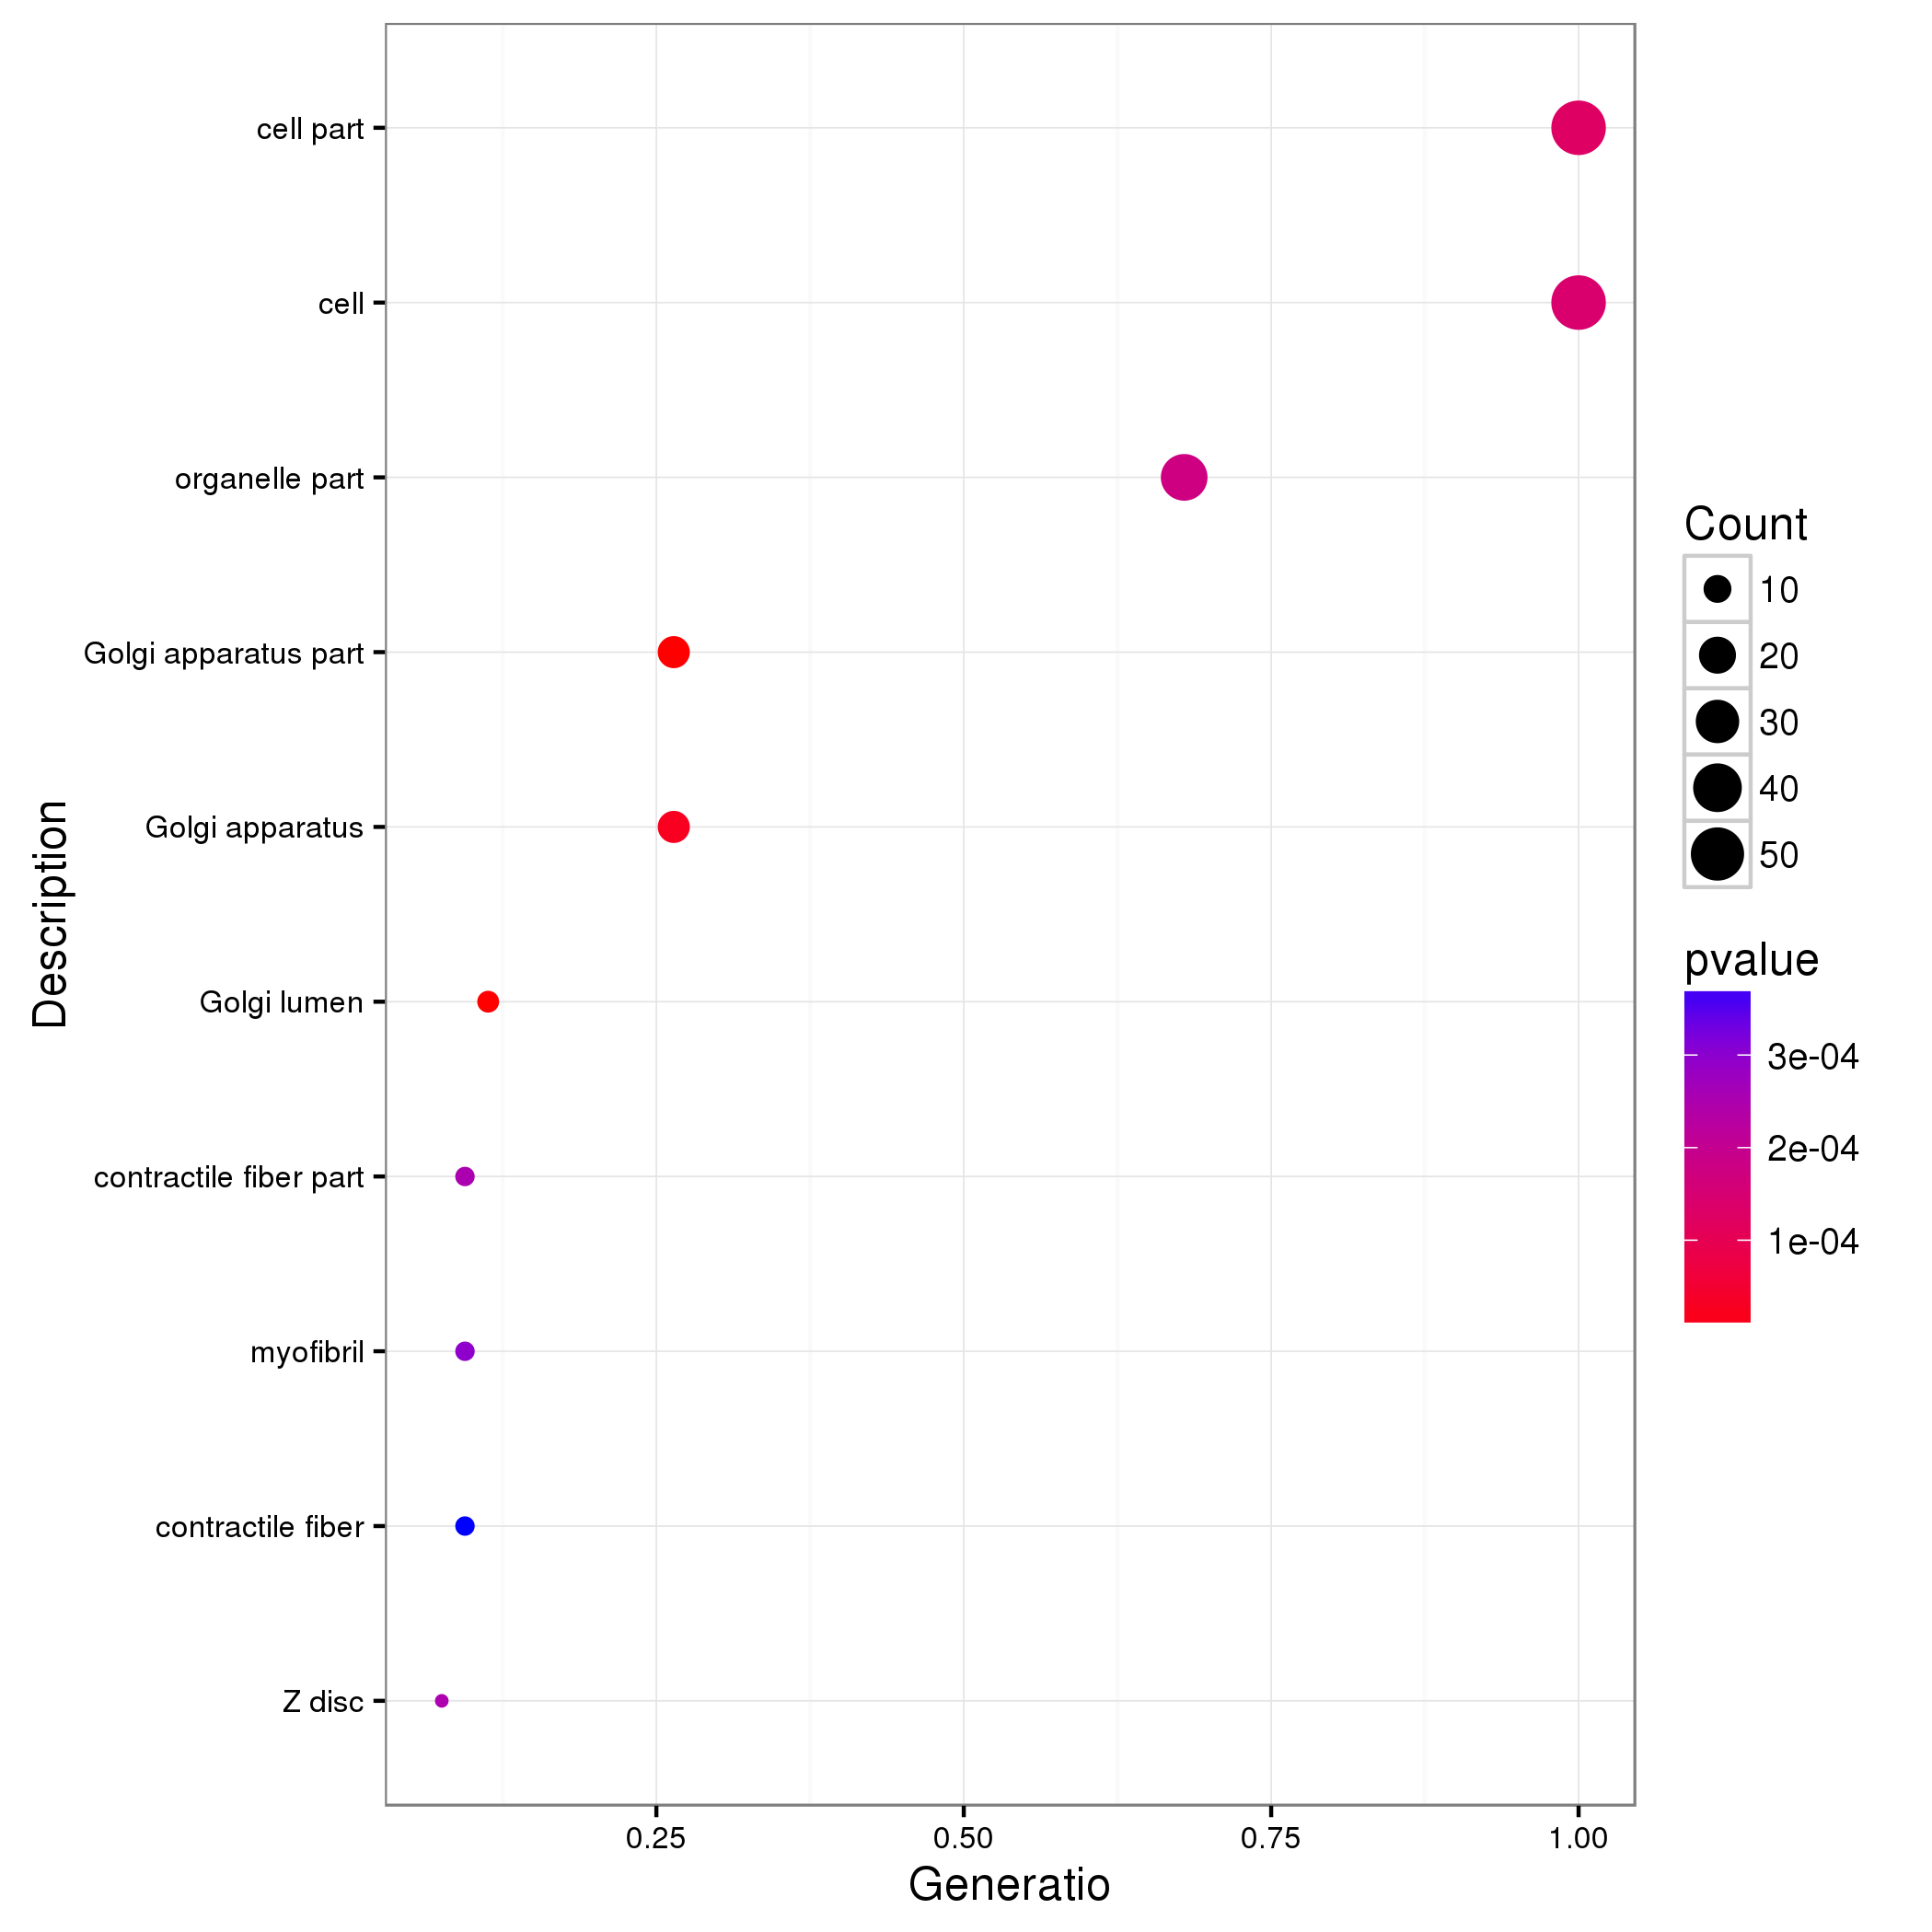 cell part
cell
organelle part
Golgi apparatus part
Golgi apparatus
Golgi lumen
contractile fiber part
myofibril
contractile fiber
Z disc
Description
0.25 0.50 0.75 1.00
Generatio
Count
10
20
30
40
50
pvalue
3e-04
2e-04
1e-04